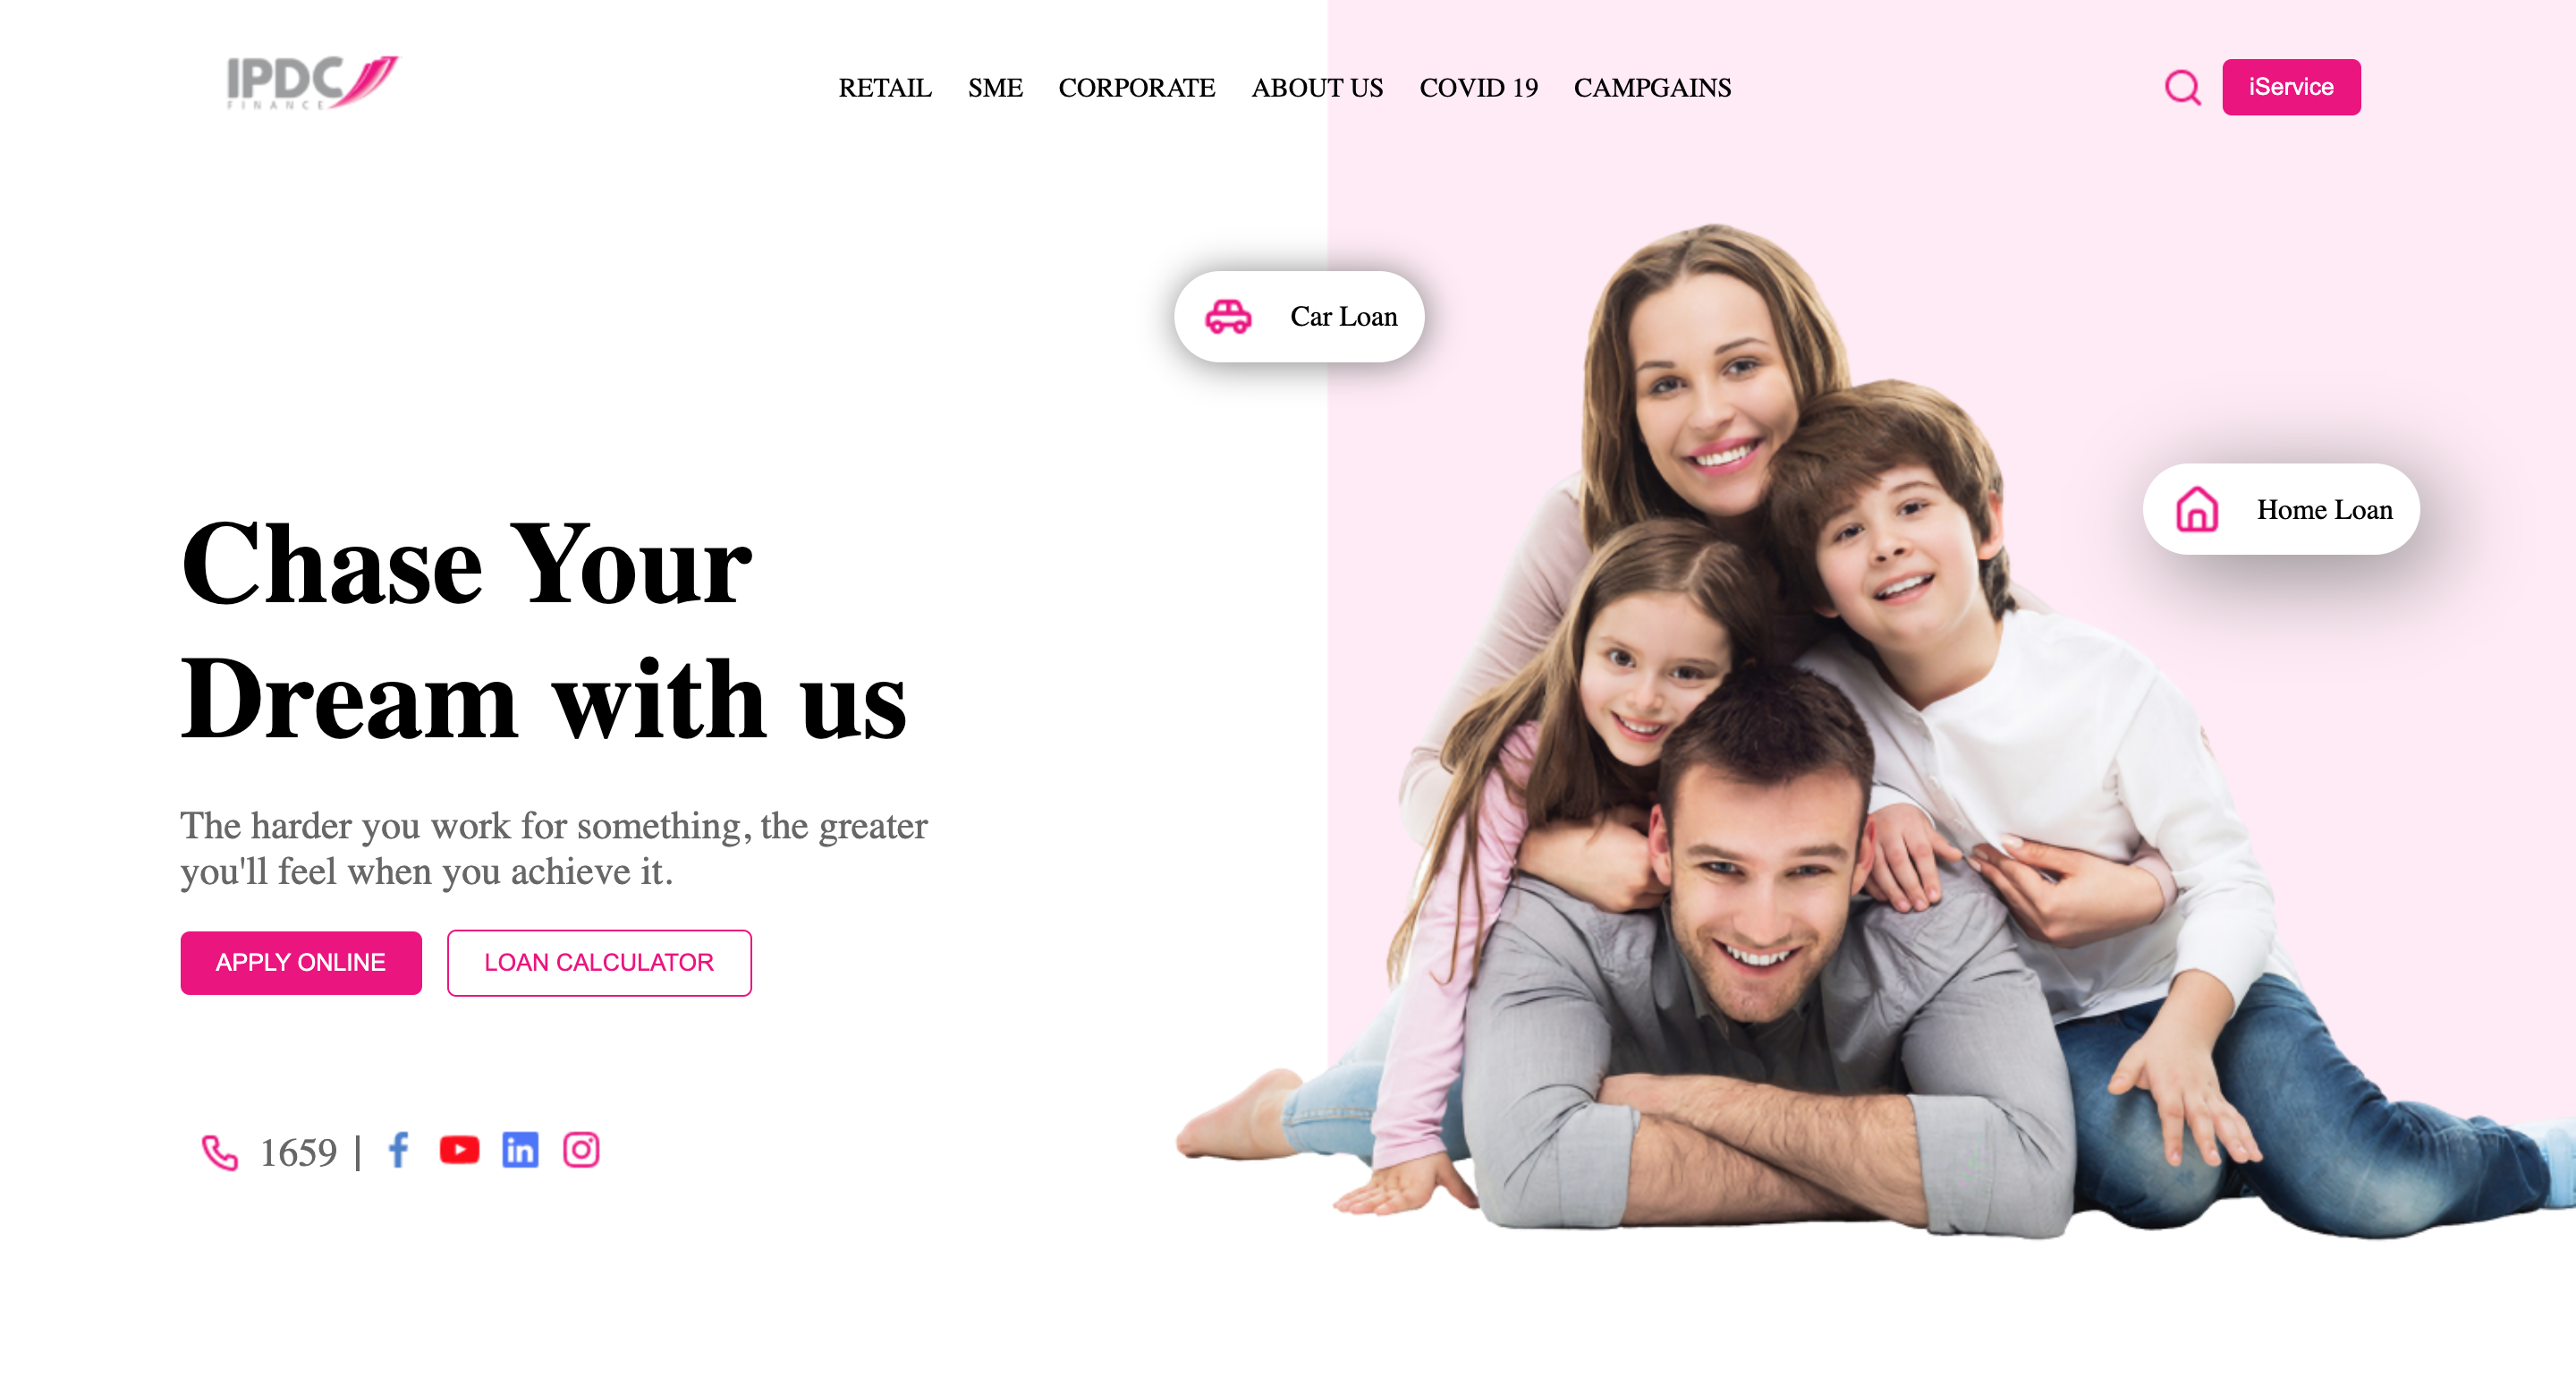 IPDC
FINANCE
RETAIL SME CORPORATE ABOUT US COVID 19 CAMPGAINS
iService
Car Loan
Home Loan
Chase Your
Dream with us
The harder you work for something, the greater
you'll feel when you achieve it.
APPLY ONLINE LOAN CALCULATOR
1659 |